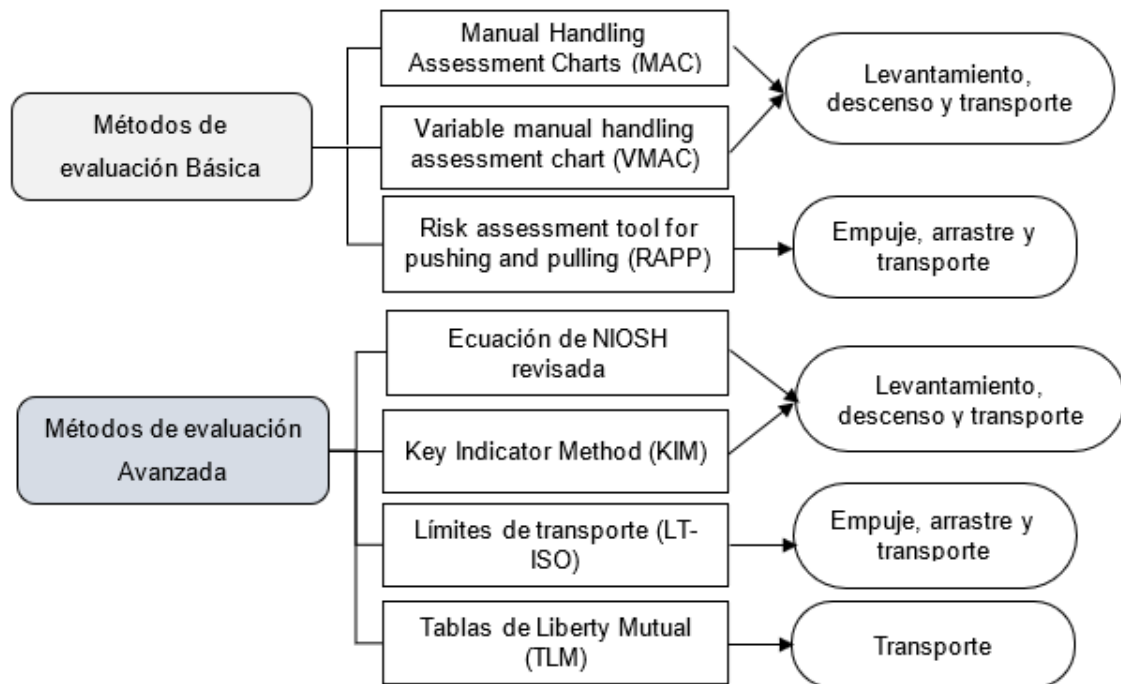 Métodos de
evaluación Básica
Manual Handling
Assessment Charts (MAC)
Variable manual handling
assessment chart (VMAC)
Risk assessment tool for
pushing and pulling (RAPP)
Levantamiento,
descenso y transporte
Empuje, arrastre y
transporte
Métodos de evaluación
Avanzada
Ecuación de NIOSH
revisada
Key Indicator Method (KIM)
Límites de transporte (LT-
ISO)
Tablas de Liberty Mutual
(TLM)
Levantamiento,
descenso y transporte
Empuje, arrastre y
transporte
Transporte